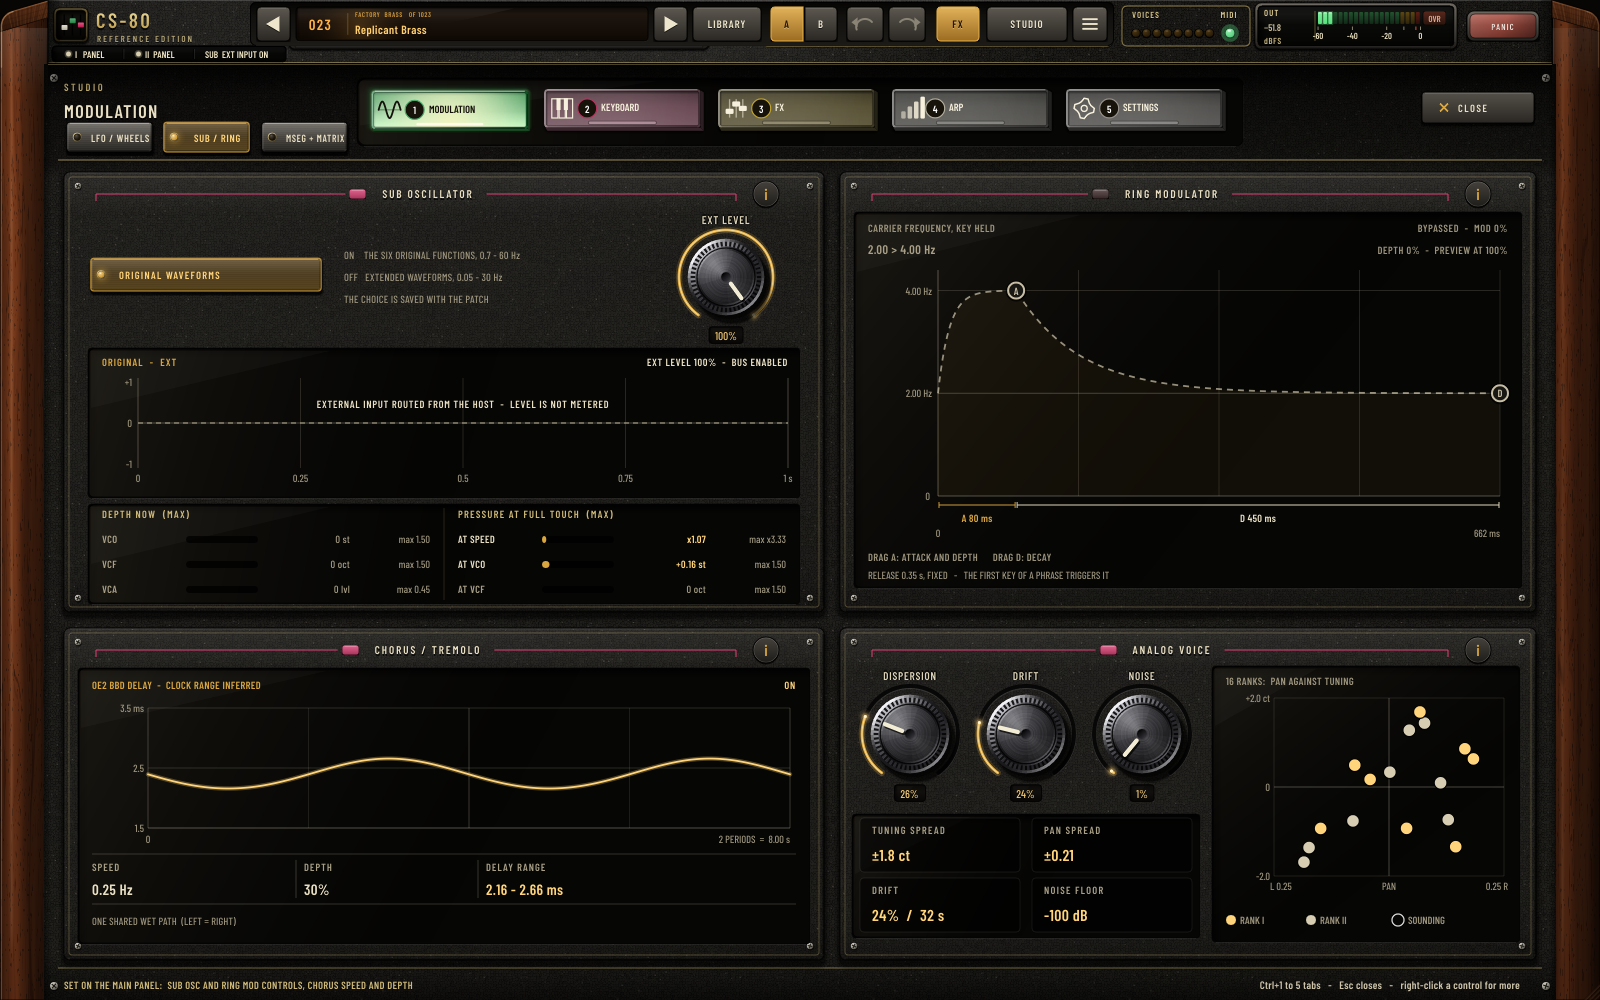 CS-80
REFERENCE EDITION
023
FACTORY BRASS OF 1023
Replicant Brass
LIBRARY
A
B
FX
STUDIO
VOICES
MIDI
OUT
-51.8
dBFS
-60 -40 -20 0
OVR
PANIC
I PANEL
II PANEL
SUB EXT INPUT ON
STUDIO
MODULATION
1 MODULATION
2 KEYBOARD
3 FX
4 ARP
5 SETTINGS
CLOSE
LFO / WHEELS
SUB / RING
MSEG + MATRIX
SUB OSCILLATOR
i
EXT LEVEL
ORIGINAL WAVEFORMS
ON THE SIX ORIGINAL FUNCTIONS, 0.7 - 60 Hz
OFF EXTENDED WAVEFORMS, 0.05 - 30 Hz
THE CHOICE IS SAVED WITH THE PATCH
100%
ORIGINAL - EXT
EXT LEVEL 100% - BUS ENABLED
+1
EXTERNAL INPUT ROUTED FROM THE HOST - LEVEL IS NOT METERED
0
-1
0 0.25 0.5 0.75 1 s
DEPTH NOW (MAX)
PRESSURE AT FULL TOUCH (MAX)
VCO 0 st max 1.50
AT SPEED x1.07 max x3.33
VCF 0 oct max 1.50
AT VCO +0.16 st max 1.50
VCA 0 lvl max 0.45
AT VCF 0 oct max 1.50
RING MODULATOR
i
CARRIER FREQUENCY, KEY HELD
BYPASSED - MOD 0%
2.00 > 4.00 Hz
DEPTH 0% - PREVIEW AT 100%
4.00 Hz
A
2.00 Hz
D
0
A 80 ms
D 450 ms
0
662 ms
DRAG A: ATTACK AND DEPTH DRAG D: DECAY
RELEASE 0.35 s, FIXED - THE FIRST KEY OF A PHRASE TRIGGERS IT
CHORUS / TREMOLO
i
OE2 BBD DELAY - CLOCK RANGE INFERRED
ON
3.5 ms
2.5
1.5
0
2 PERIODS = 8.00 s
SPEED
DEPTH
DELAY RANGE
0.25 Hz
30%
2.16 - 2.66 ms
ONE SHARED WET PATH (LEFT = RIGHT)
ANALOG VOICE
i
DISPERSION
DRIFT
NOISE
26%
24%
1%
TUNING SPREAD
±1.8 ct
PAN SPREAD
±0.21
DRIFT
24% / 32 s
NOISE FLOOR
-100 dB
16 RANKS: PAN AGAINST TUNING
+2.0 ct
0
-2.0
L 0.25 PAN 0.25 R
RANK I
RANK II
SOUNDING
SET ON THE MAIN PANEL: SUB OSC AND RING MOD CONTROLS, CHORUS SPEED AND DEPTH
Ctrl+1 to 5 tabs - Esc closes - right-click a control for more